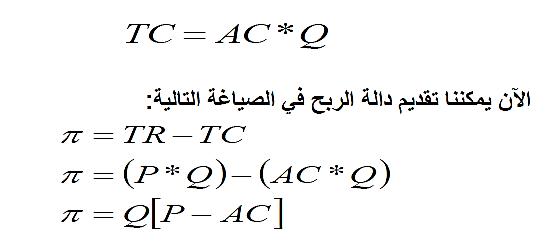 TC = AC * Q
الآن يمكننا تقديم دالة الربح في الصياغة التالية:
π = TR − TC
π = (P * Q) − (AC * Q)
π = Q[P − AC]